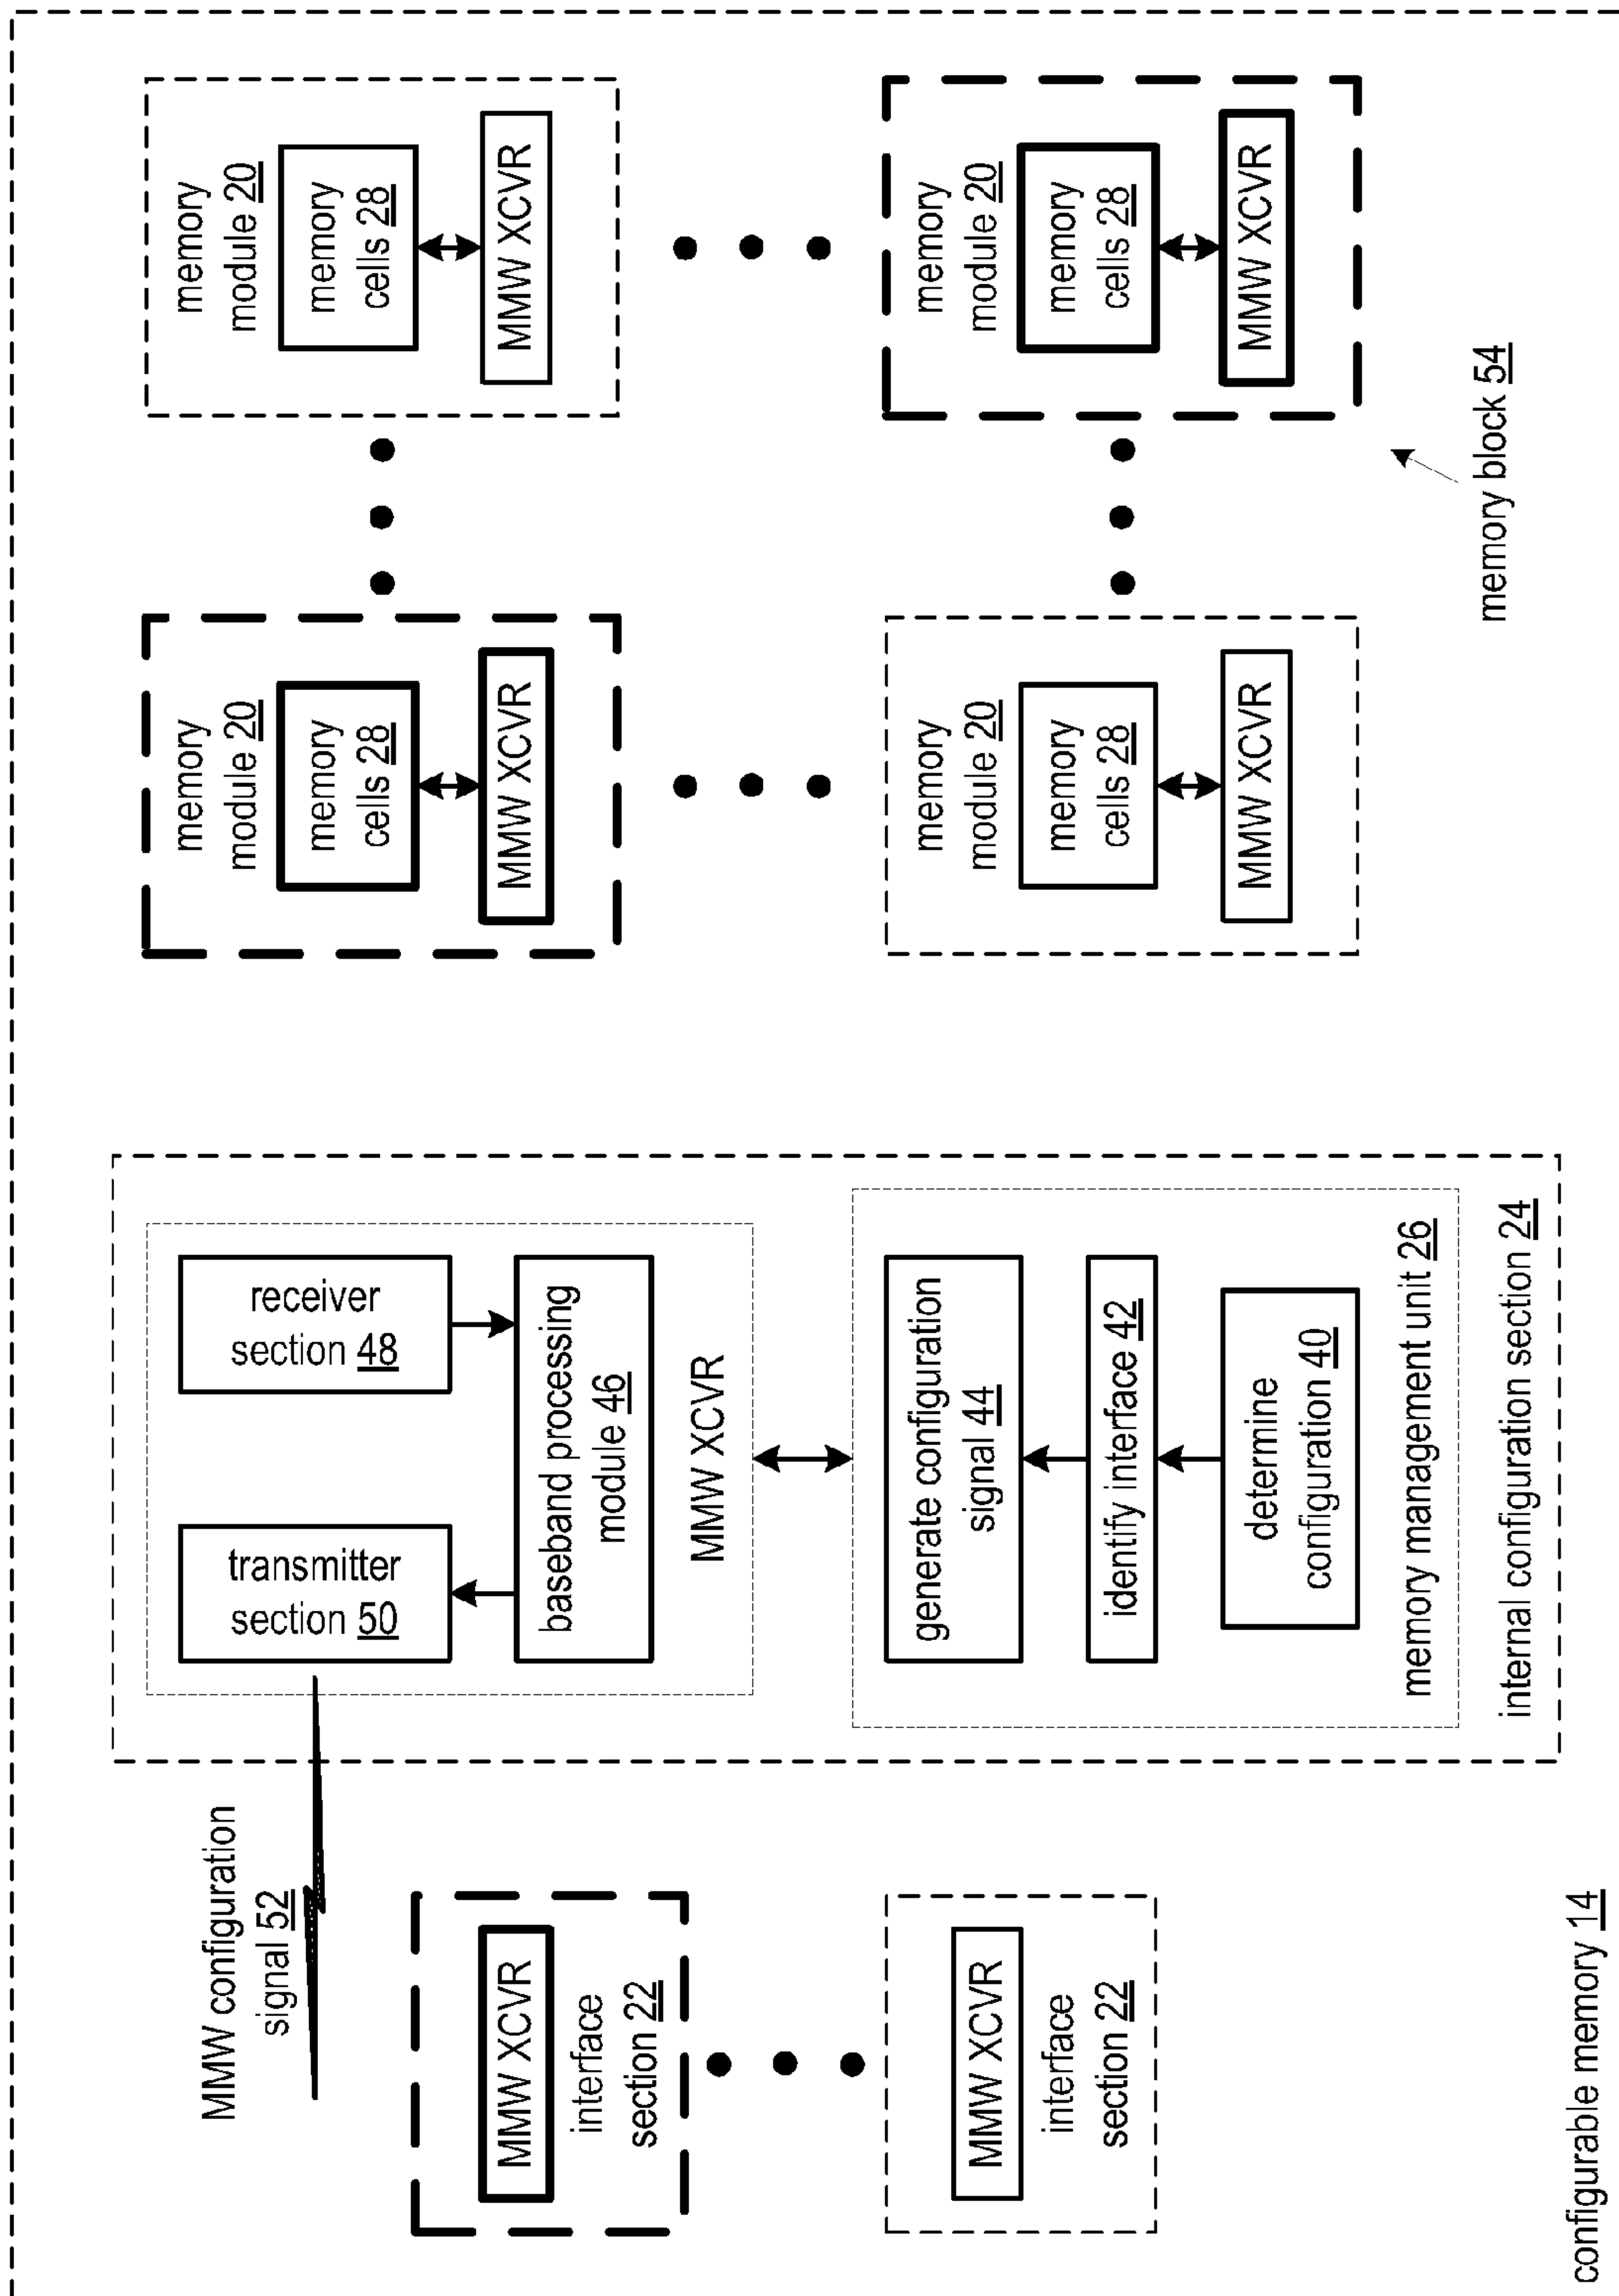 MMW configuration
signal 52
MMW XCVR
interface
section 22
MMW XCVR
interface
section 22
configurable memory 14
transmitter
section 50
receiver
section 48
baseband processing
module 46
MMW XCVR
generate configuration
signal 44
identify interface 42
determine
configuration 40
memory management unit 26
internal configuration section 24
memory
module 20
memory
cells 28
MMW XCVR
memory
module 20
memory
cells 28
MMW XCVR
memory
module 20
memory
cells 28
MMW XCVR
memory
module 20
memory
cells 28
MMW XCVR
memory block 54